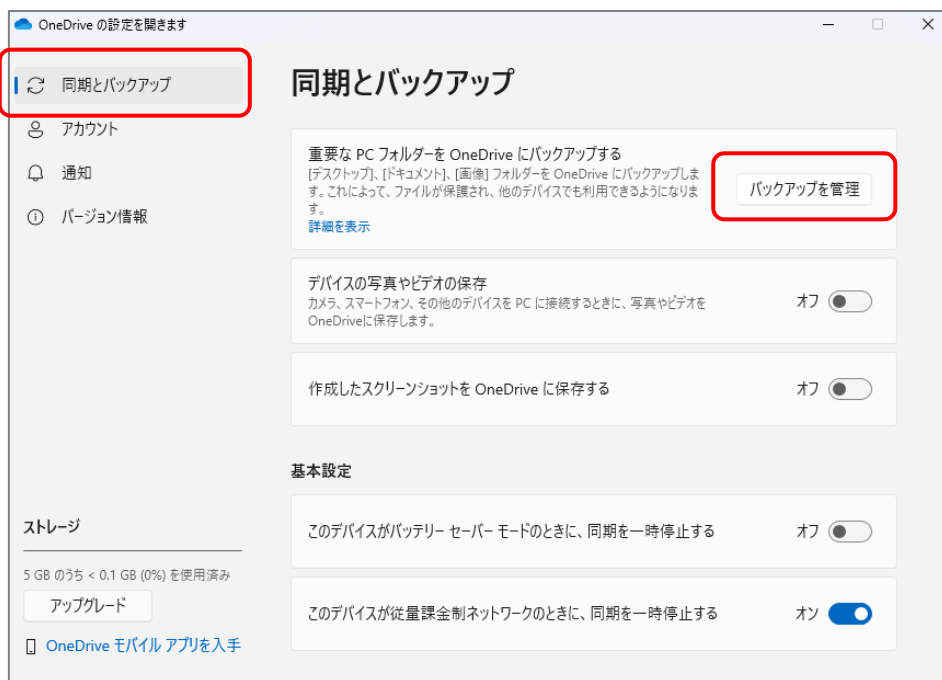 OneDrive の設定を開きます
同期とバックアップ
アカウント
通知
バージョン情報
ストレージ
5 GB のうち < 0.1 GB (0%) を使用済み
アップグレード
OneDrive モバイル アプリを入手
同期とバックアップ
重要な PC フォルダーを OneDrive にバックアップする
[デスクトップ]、[ドキュメント]、[画像] フォルダーを OneDrive にバックアップしま
す。これによって、ファイルが保護され、他のデバイスでも利用できるようになりま
す。
詳細を表示
バックアップを管理
デバイスの写真やビデオの保存
カメラ、スマートフォン、その他のデバイスを PC に接続するときに、写真やビデオを
OneDriveに保存します。
オフ
作成したスクリーンショットを OneDrive に保存する
オフ
基本設定
このデバイスがバッテリー セーバー モードのときに、同期を一時停止する
オフ
このデバイスが従量課金制ネットワークのときに、同期を一時停止する
オン